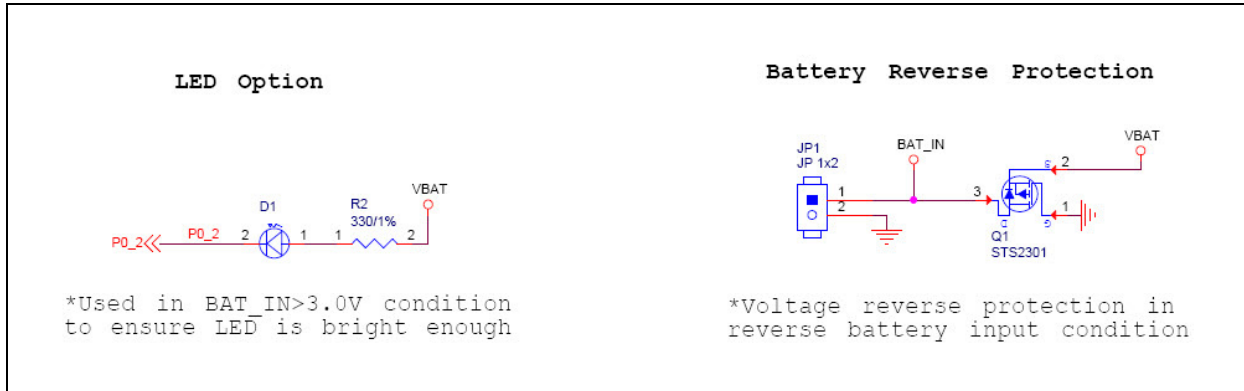 LED Option
D1
R2
330/1%
VBAT
P0_2
P0_2
2
1
1
2
*Used in BAT_IN>3.0V condition
to ensure LED is bright enough
Battery Reverse Protection
JP1
JP 1x2
BAT_IN
VBAT
1
2
3
S
2
D
G
1
Q1
STS2301
*Voltage reverse protection in
reverse battery input condition